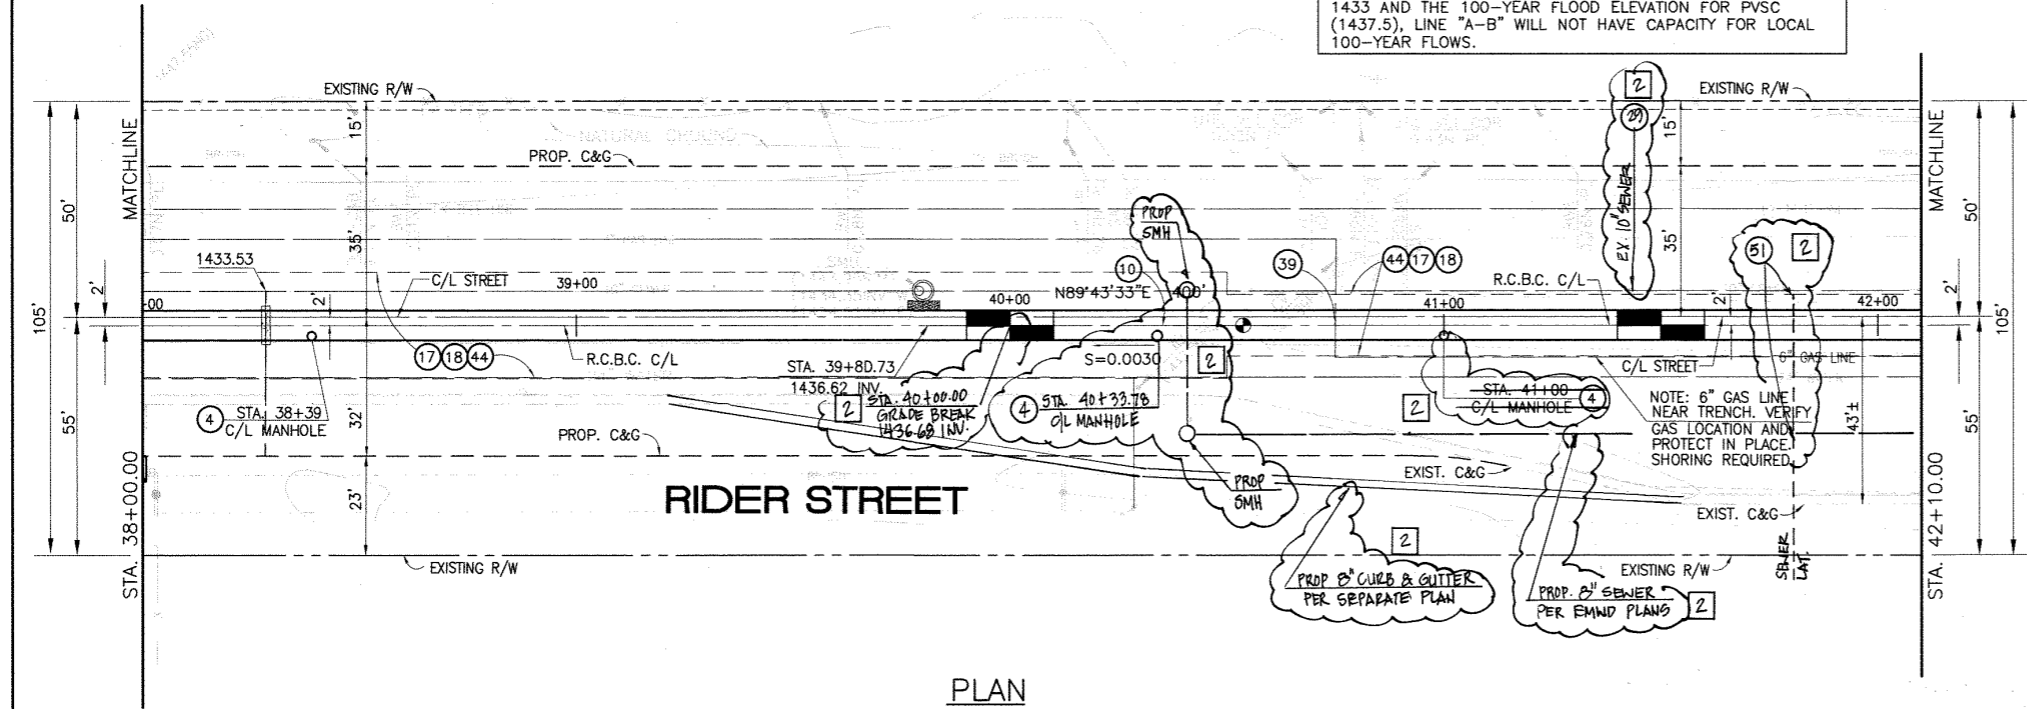 1433 AND THE 100-YEAR FLOOD ELEVATION FOR PVSC
(1437.5), LINE "A-B" WILL NOT HAVE CAPACITY FOR LOCAL
100-YEAR FLOWS.
EXISTING R/W
2
EXISTING R/W
29
15'
PROP. C&G
15'
NATURAL GROUND
MATCHLINE
MATCHLINE
50'
35'
PROP
SMH
EX 10" SEWER
35'
50'
1433.53
C/L STREET
39+00
10
39
44 17 18
51
2
2'
2'
-00
40+00
N89°43'33"E
400'
41+00
R.C.B.C. C/L
2'
42+00
2'
105'
105'
17 18 44
R.C.B.C. C/L
STA. 39+80.73
1436.62 INV.
S=0.0030
2
C/L STREET
6" GAS LINE
4
STA. 38+39
C/L MANHOLE
2
STA. 40+00.00
GRADE BREAK
1436.68 INV.
4
STA. 40+33.78
C/L MANHOLE
2
STA. 41+00
C/L MANHOLE
4
NOTE: 6" GAS LINE
NEAR TRENCH. VERIFY
GAS LOCATION AND
PROTECT IN PLACE.
SHORING REQUIRED.
43'±
55'
32'
55'
PROP. C&G
EXIST. C&G
RIDER STREET
PROP
SMH
EXIST. C&G
23'
STA. 38+00.00
STA. 42+10.00
EXISTING R/W
2
PROP 8" CURB & GUTTER
PER SEPARATE PLAN
PROP. 8" SEWER
PER EMWD PLANS
2
EXISTING R/W
SEWER
LAT.
PLAN